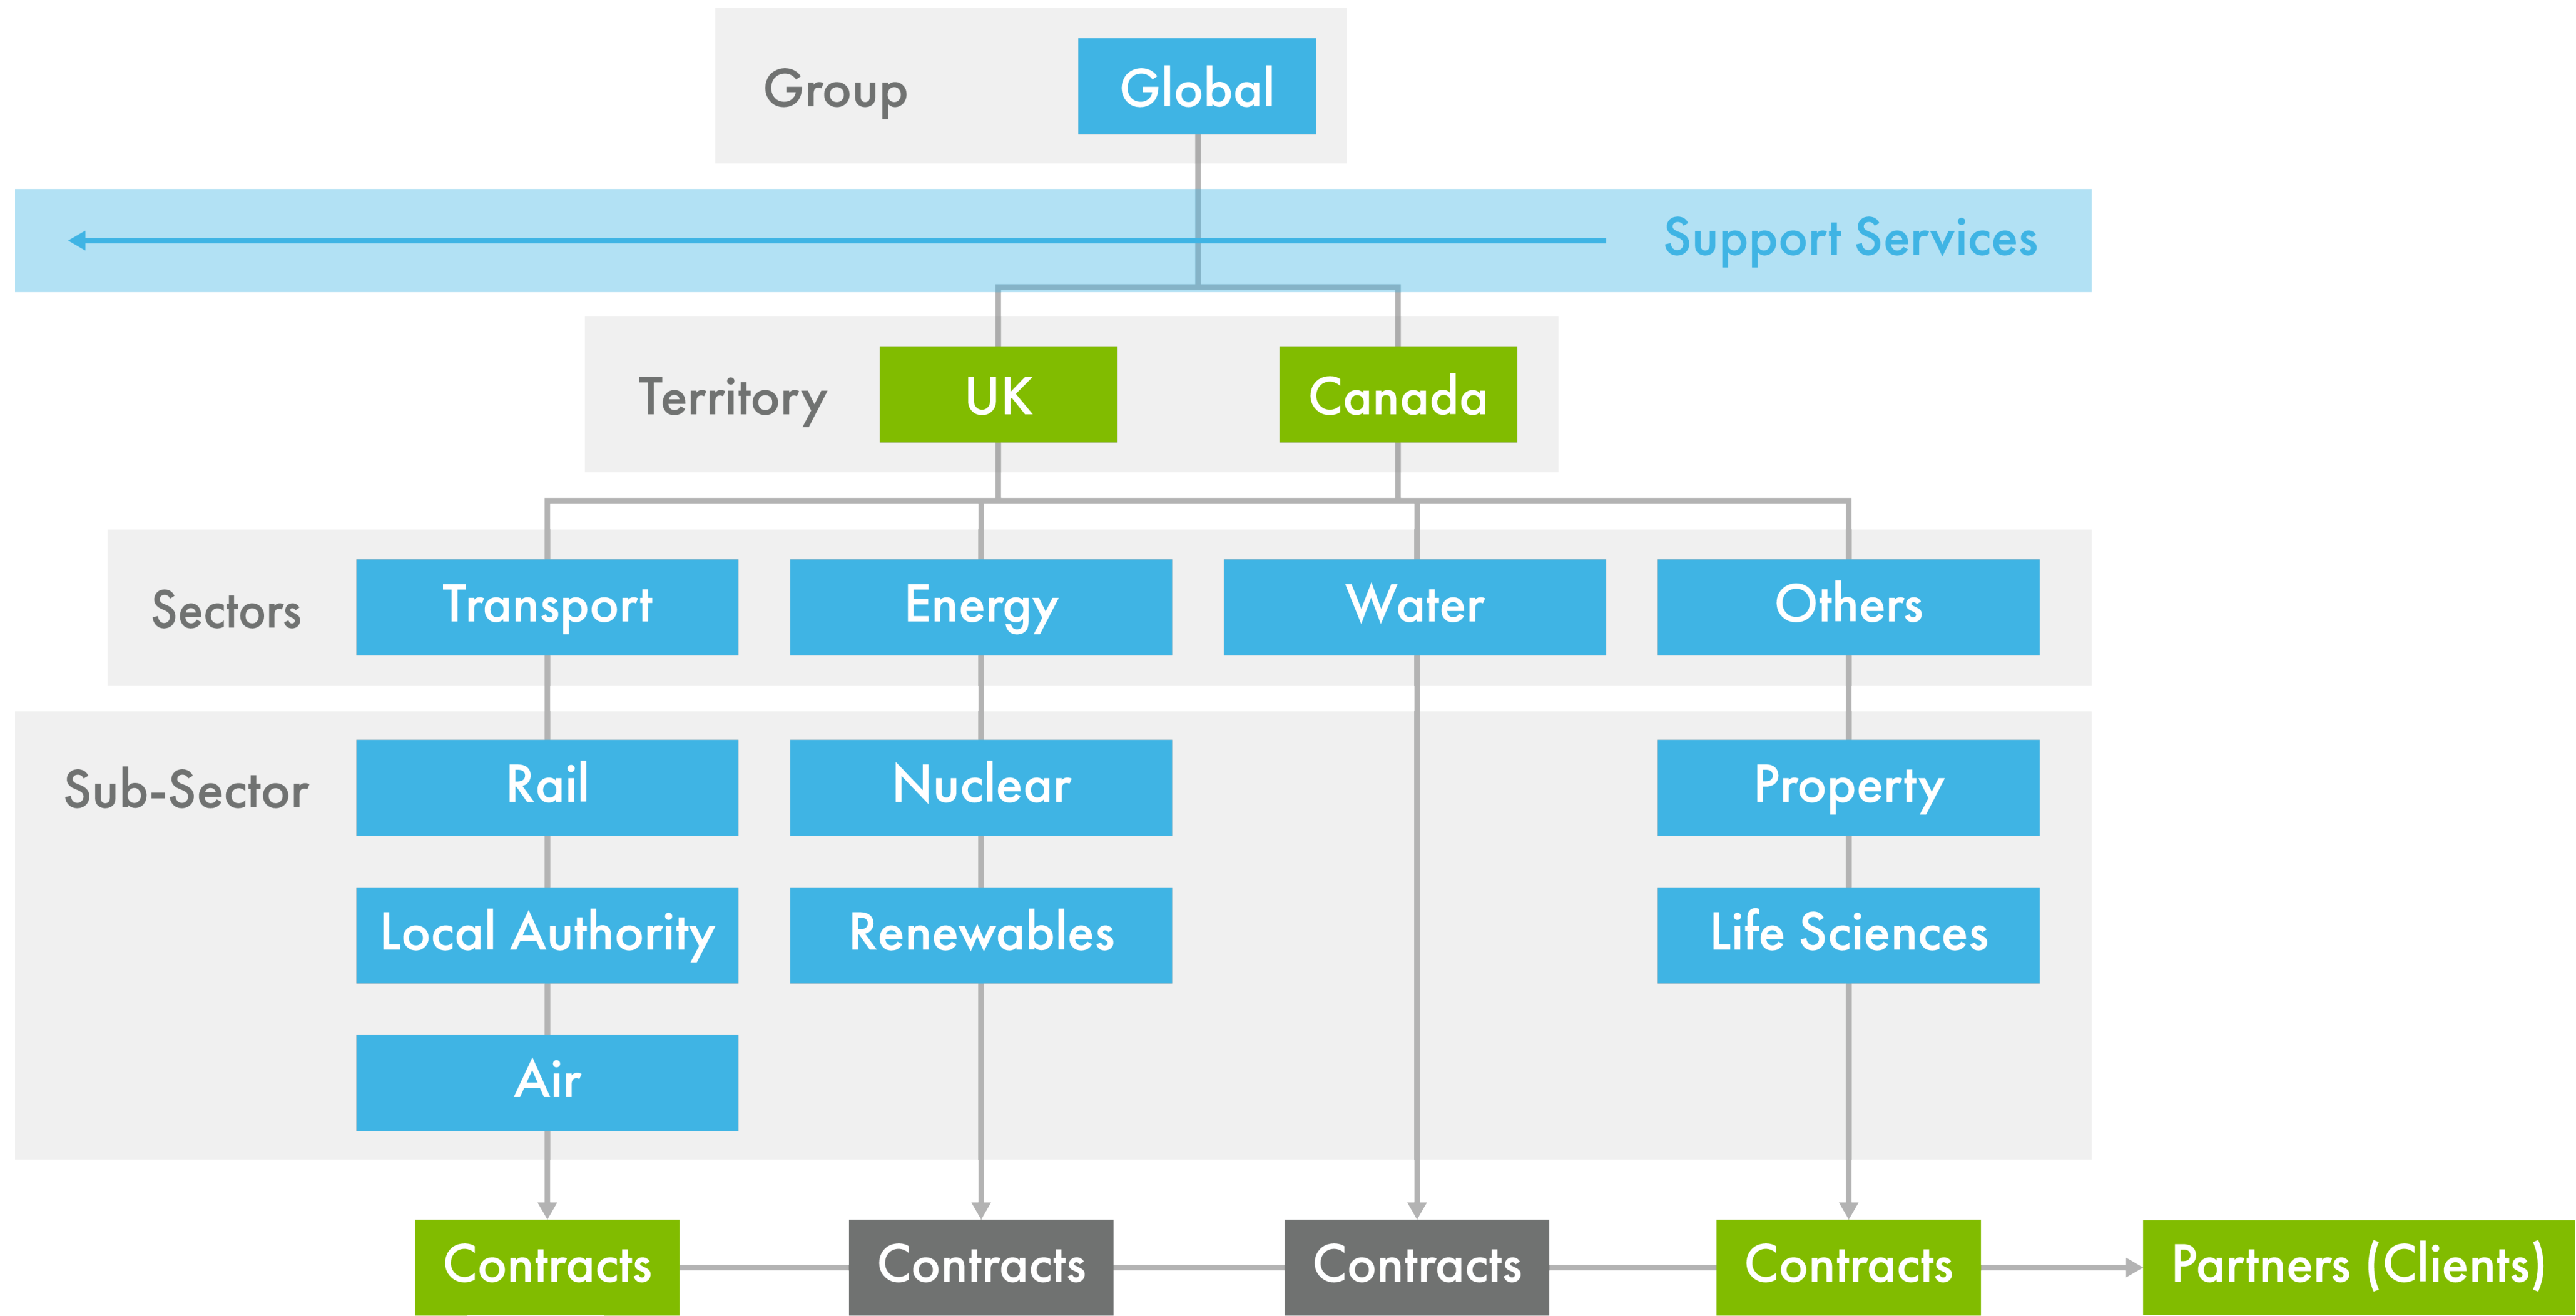 Group
Global
Support Services
Territory
UK
Canada
Sectors
Transport
Energy
Water
Others
Sub-Sector
Rail
Nuclear
Property
Local Authority
Renewables
Life Sciences
Air
Contracts
Contracts
Contracts
Contracts
Partners (Clients)